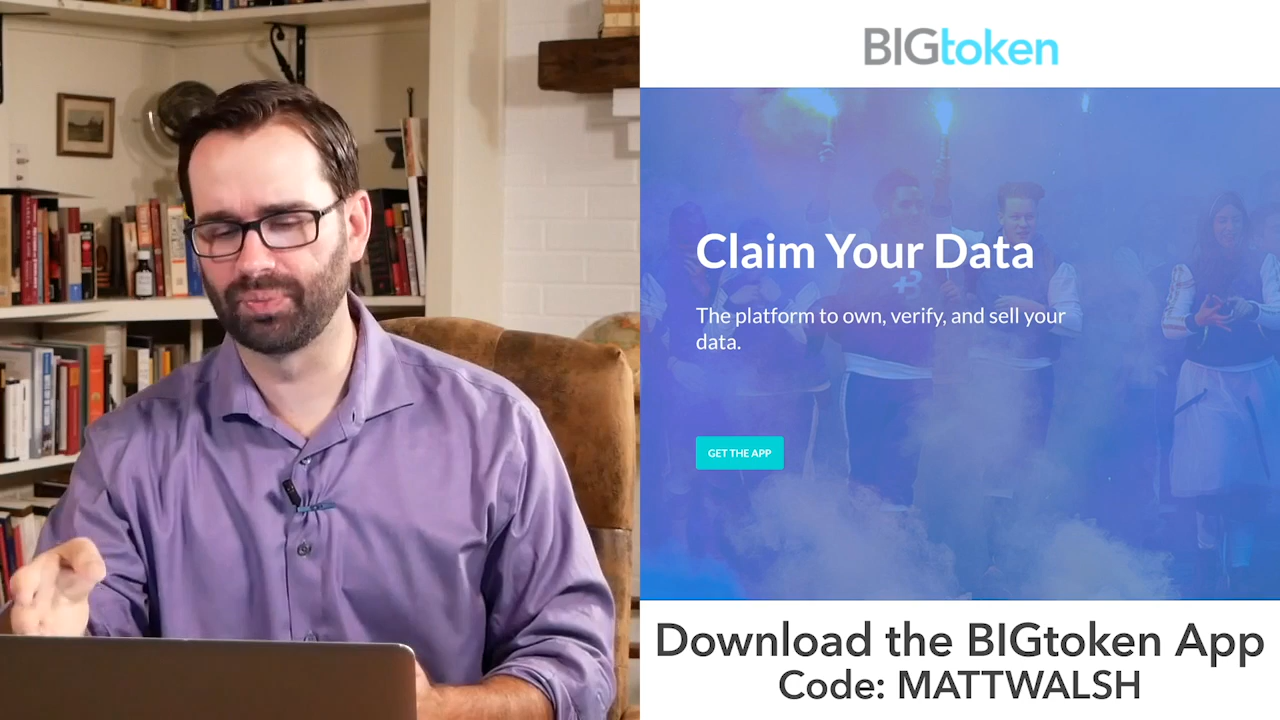 BIGtoken
Claim Your Data
The platform to own, verify, and sell your
data.
GET THE APP
Download the BIGtoken App
Code: MATTWALSH